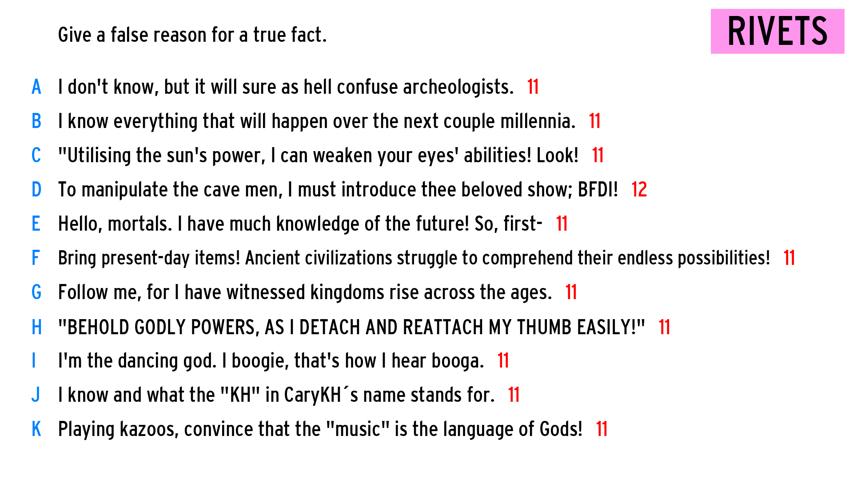 RIVETS
Give a false reason for a true fact.
A I don't know, but it will sure as hell confuse archeologists. 11
B I know everything that will happen over the next couple millennia. 11
C "Utilising the sun's power, I can weaken your eyes' abilities! Look! 11
D To manipulate the cave men, I must introduce thee beloved show; BFDI! 12
E Hello, mortals. I have much knowledge of the future! So, first- 11
F Bring present-day items! Ancient civilizations struggle to comprehend their endless possibilities! 11
G Follow me, for I have witnessed kingdoms rise across the ages. 11
H "BEHOLD GODLY POWERS, AS I DETACH AND REATTACH MY THUMB EASILY!" 11
I I'm the dancing god. I boogie, that's how I hear booga. 11
J I know and what the "KH" in CaryKH´s name stands for. 11
K Playing kazoos, convince that the "music" is the language of Gods! 11